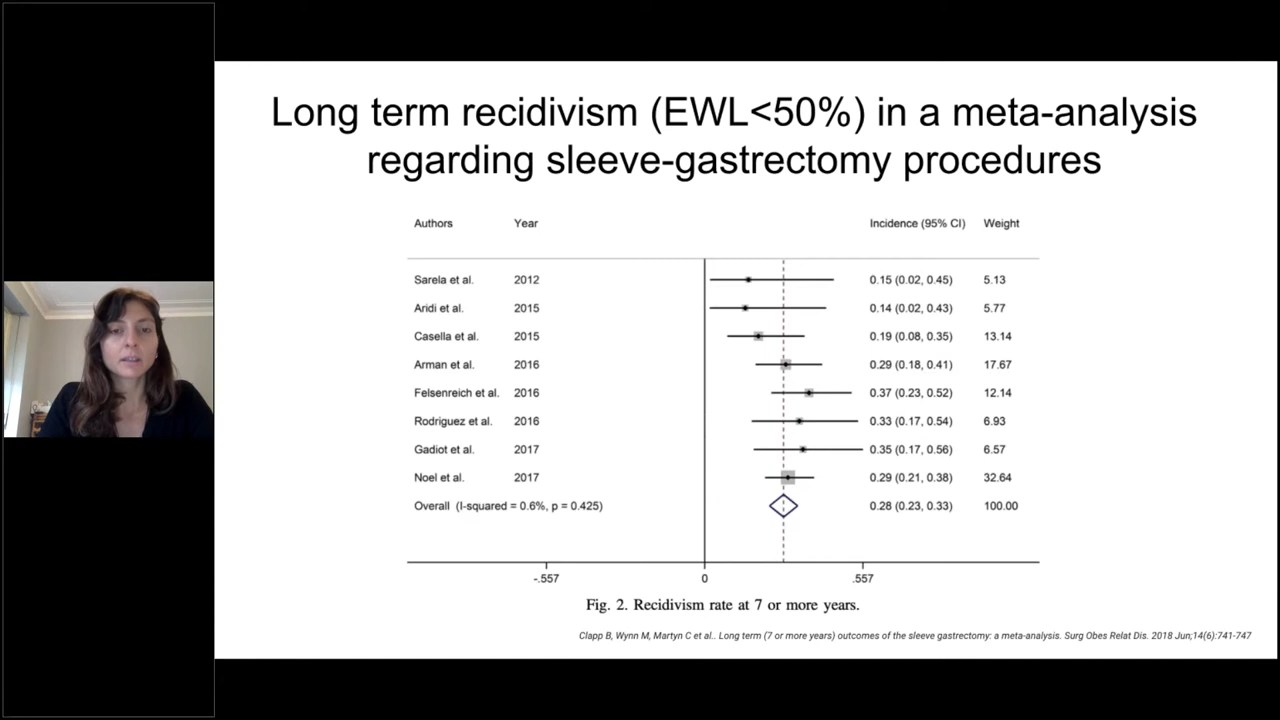 Long term recidivism (EWL<50%) in a meta-analysis
regarding sleeve-gastrectomy procedures
Authors Year Incidence (95% CI) Weight
Sarela et al. 2012 0.15 (0.02, 0.45) 5.13
Aridi et al. 2015 0.14 (0.02, 0.43) 5.77
Casella et al. 2015 0.19 (0.08, 0.35) 13.14
Arman et al. 2016 0.29 (0.18, 0.41) 17.67
Felsenreich et al. 2016 0.37 (0.23, 0.52) 12.14
Rodriguez et al. 2016 0.33 (0.17, 0.54) 6.93
Gadiot et al. 2017 0.35 (0.17, 0.56) 6.57
Noel et al. 2017 0.29 (0.21, 0.38) 32.64
Overall (I-squared = 0.6%, p = 0.425) 0.28 (0.23, 0.33) 100.00
-.557 0 .557
Fig. 2. Recidivism rate at 7 or more years.
Clapp B, Wynn M, Martyn C et al.. Long term (7 or more years) outcomes of the sleeve gastrectomy: a meta-analysis. Surg Obes Relat Dis. 2018 Jun;14(6):741-747